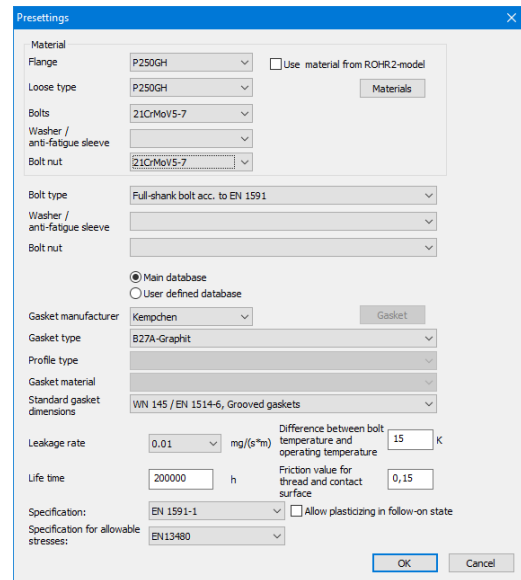 Presettings
Material
Flange P250GH Use material from ROHR2-model
Loose type P250GH Materials
Bolts 21CrMoV5-7
Washer /
anti-fatigue sleeve
Bolt nut 21CrMoV5-7
Bolt type Full-shank bolt acc. to EN 1591
Washer /
anti-fatigue sleeve
Bolt nut
Main database
User defined database
Gasket manufacturer Kempchen Gasket
Gasket type B27A-Graphit
Profile type
Gasket material
Standard gasket
dimensions WN 145 / EN 1514-6, Grooved gaskets
Leakage rate 0.01 mg/(s*m)
Difference between bolt
temperature and
operating temperature 15 K
Life time 200000 h
Friction value for
thread and contact
surface 0,15
Specification: EN 1591-1 Allow plasticizing in follow-on state
Specification for allowable
stresses: EN13480
OK Cancel